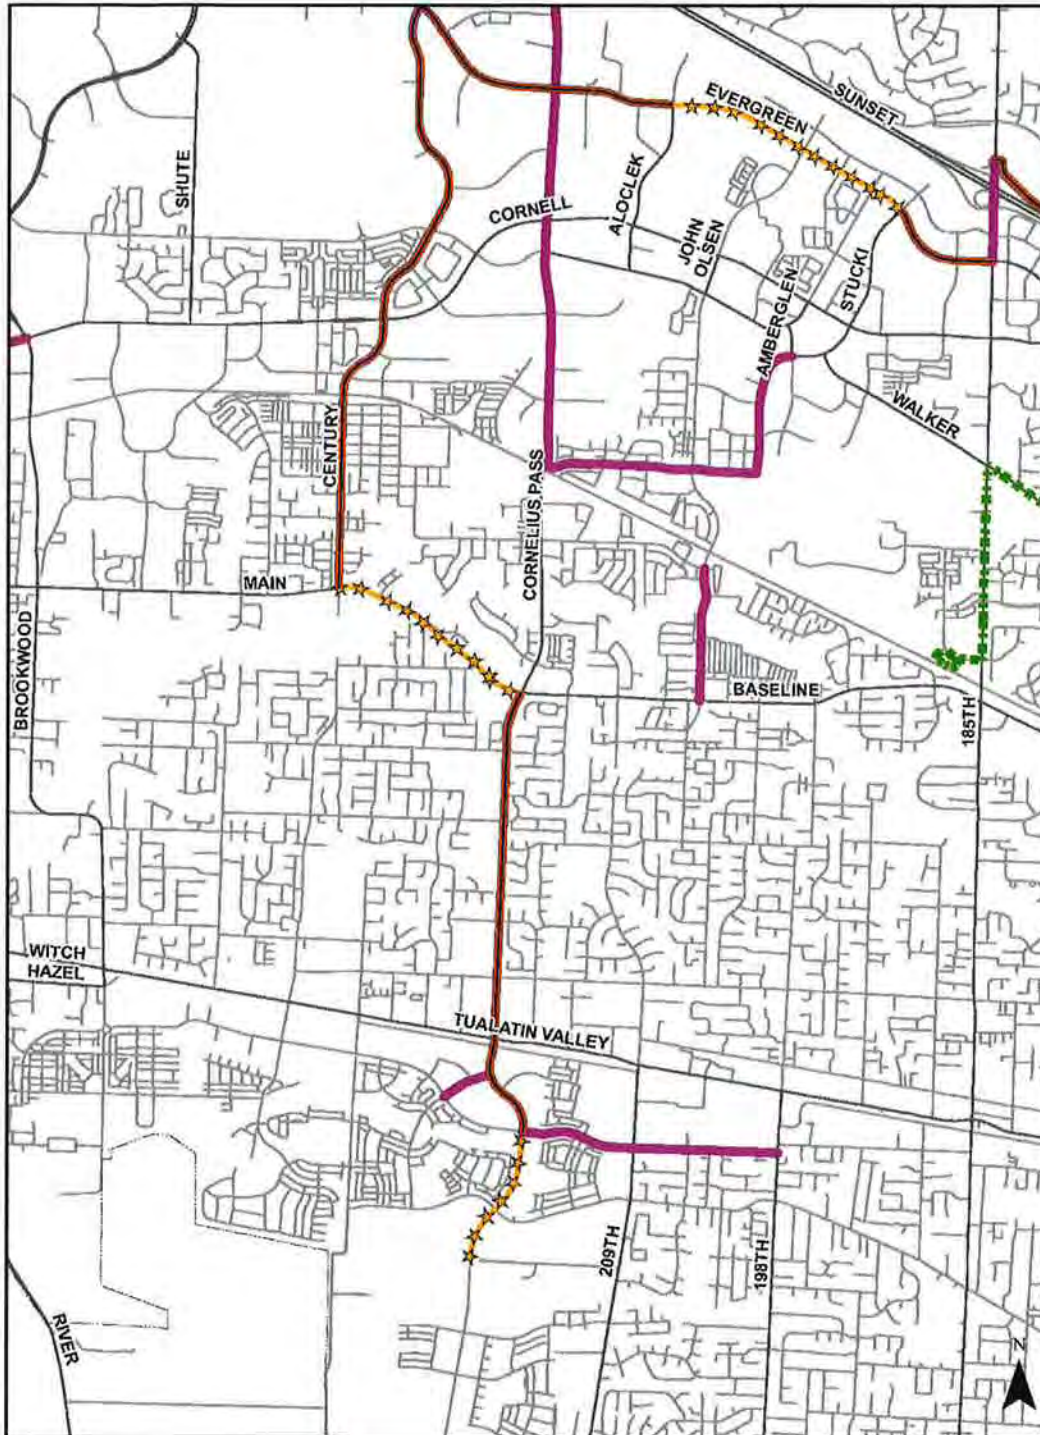 EVERGREEN
SUNSET
SHUTE
CORNELL
ALOCLEK
JOHN
OLSEN
AMBERGLEN
STUCKI
CENTURY
WALKER
CORNELIUS PASS
MAIN
BROOKWOOD
BASELINE
185TH
WITCH
HAZEL
TUALATIN VALLEY
209TH
198TH
RIVER
N